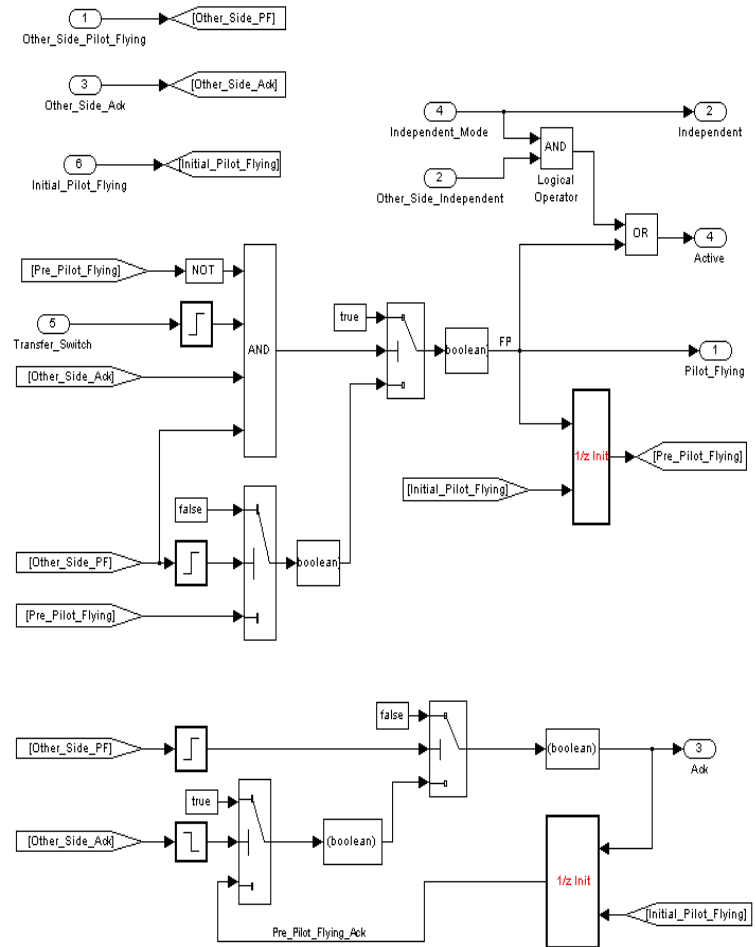 1
[Other_Side_PF]
Other_Side_Pilot_Flying
3
[Other_Side_Ack]
Other_Side_Ack
6
[Initial_Pilot_Flying]
Initial_Pilot_Flying
4
Independent_Mode
2
Independent
AND
2
Other_Side_Independent
Logical
Operator
OR
4
Active
[Pre_Pilot_Flying]
NOT
5
Transfer_Switch
AND
[Other_Side_Ack]
true
boolean)
FP
1
Pilot_Flying
1/z Init
[Pre_Pilot_Flying]
[Initial_Pilot_Flying]
false
[Other_Side_PF]
boolean)
[Pre_Pilot_Flying]
false
[Other_Side_PF]
(boolean)
3
Ack
true
[Other_Side_Ack]
(boolean)
1/z Init
[Initial_Pilot_Flying]
Pre_Pilot_Flying_Ack